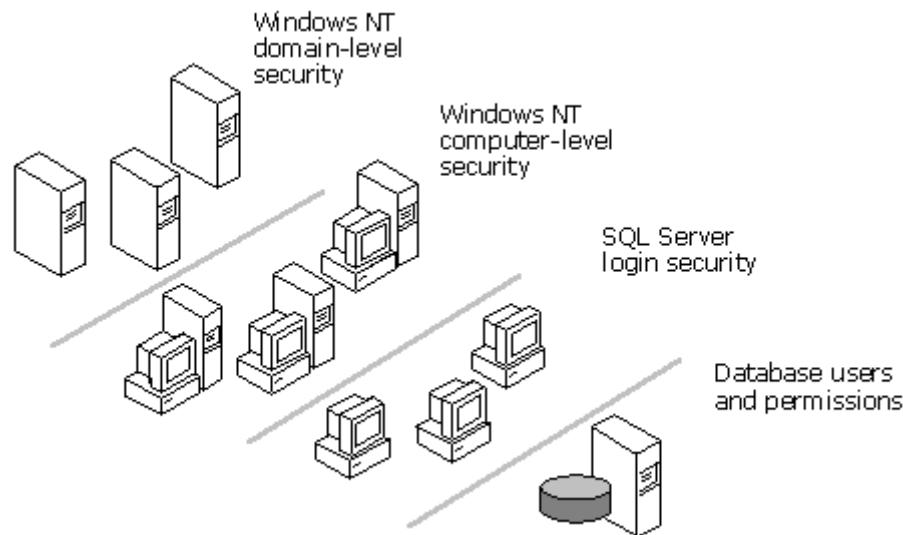 Windows NT
domain-level
security
Windows NT
computer-level
security
SQL Server
login security
Database users
and permissions